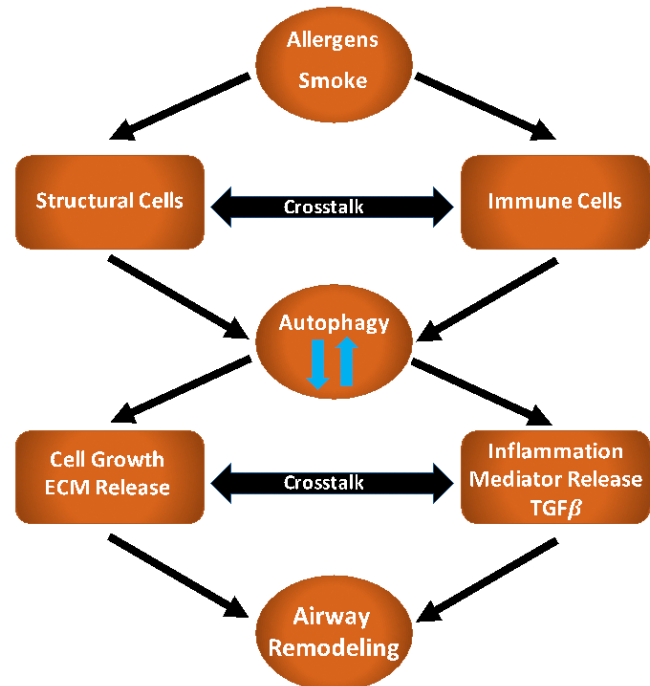 Allergens
Smoke
Structural Cells
Crosstalk
Immune Cells
Autophagy
Cell Growth
ECM Release
Crosstalk
Inflammation
Mediator Release
TGFβ
Airway
Remodeling